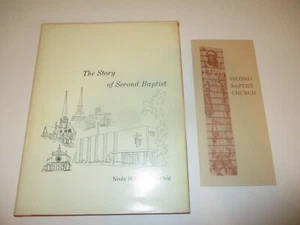 The Story
of Second Baptist
SECOND
BAPTIST
CHURCH